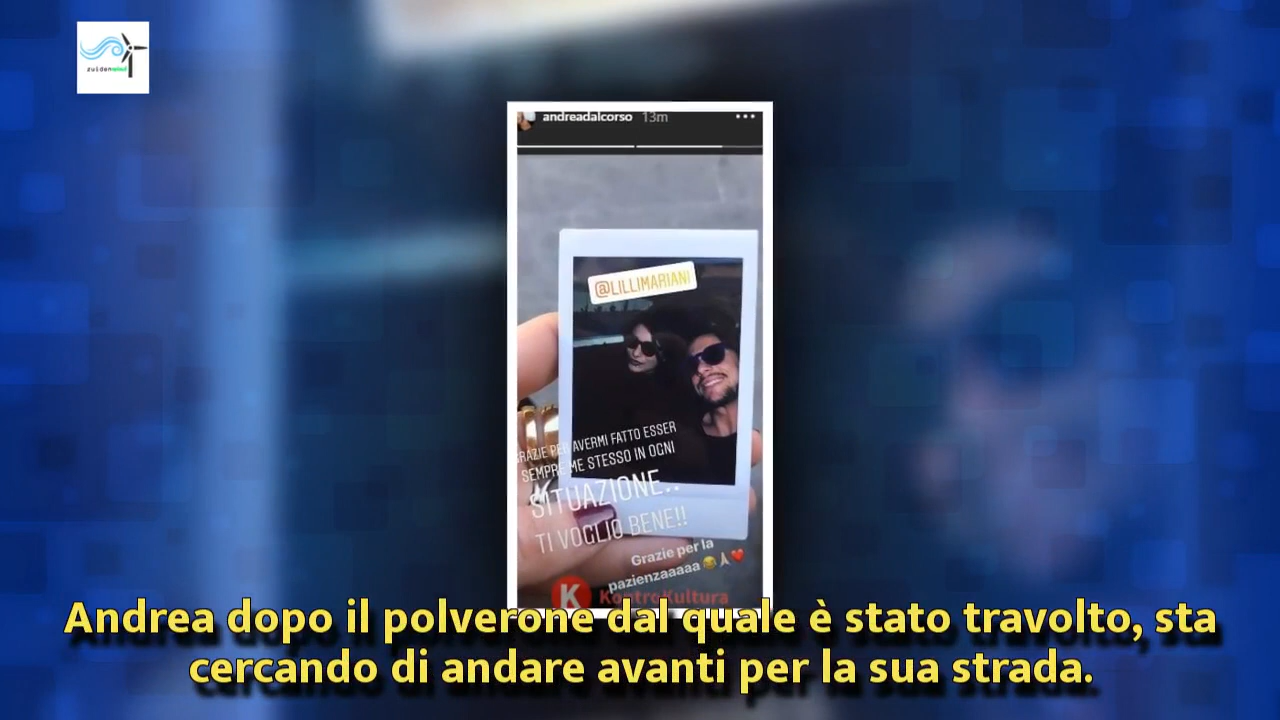 zuidenwind
andreadalcorso 13m
@LILLIMARIANI
GRAZIE PER AVERMI FATTO ESSER
SEMPRE ME STESSO IN OGNI
SITUAZIONE..
TI VOGLIO BENE!!
Grazie per la
pazienzaaaaa 😂🙏❤️
K KontroKultura
Andrea dopo il polverone dal quale è stato travolto, sta
cercando di andare avanti per la sua strada.